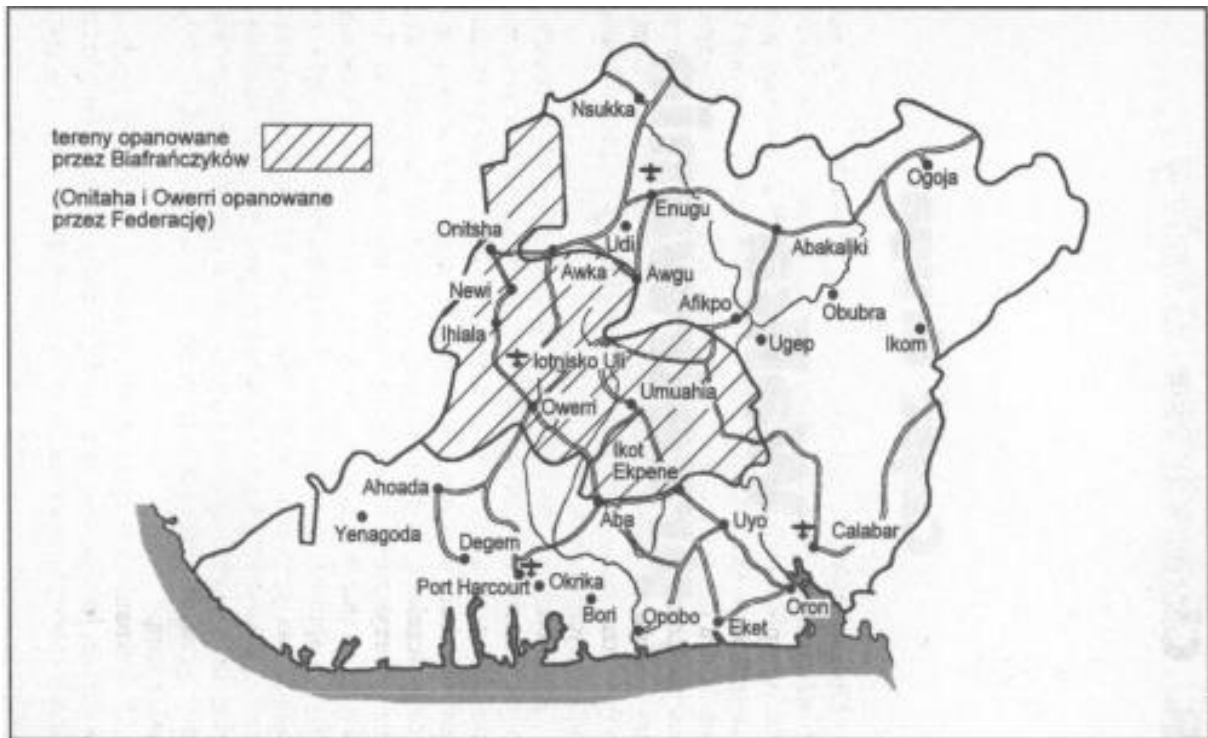 tereny opanowane
przez Biafrańczyków
(Onitaha i Owerri opanowane
przez Federację)
Nsukka
Ogoja
Enugu
Onitsha
Udi
Abakaliki
Awka
Awgu
Newi
Afikpo
Obubra
Ihiala
Ugep
Ikom
lotnisko Uli
Umuahia
Owerri
Ikot
Ekpene
Ahoada
Yenagoda
Aba
Uyo
Calabar
Degem
Port Harcourt
Okrika
Bori
Opobo
Eket
Oron